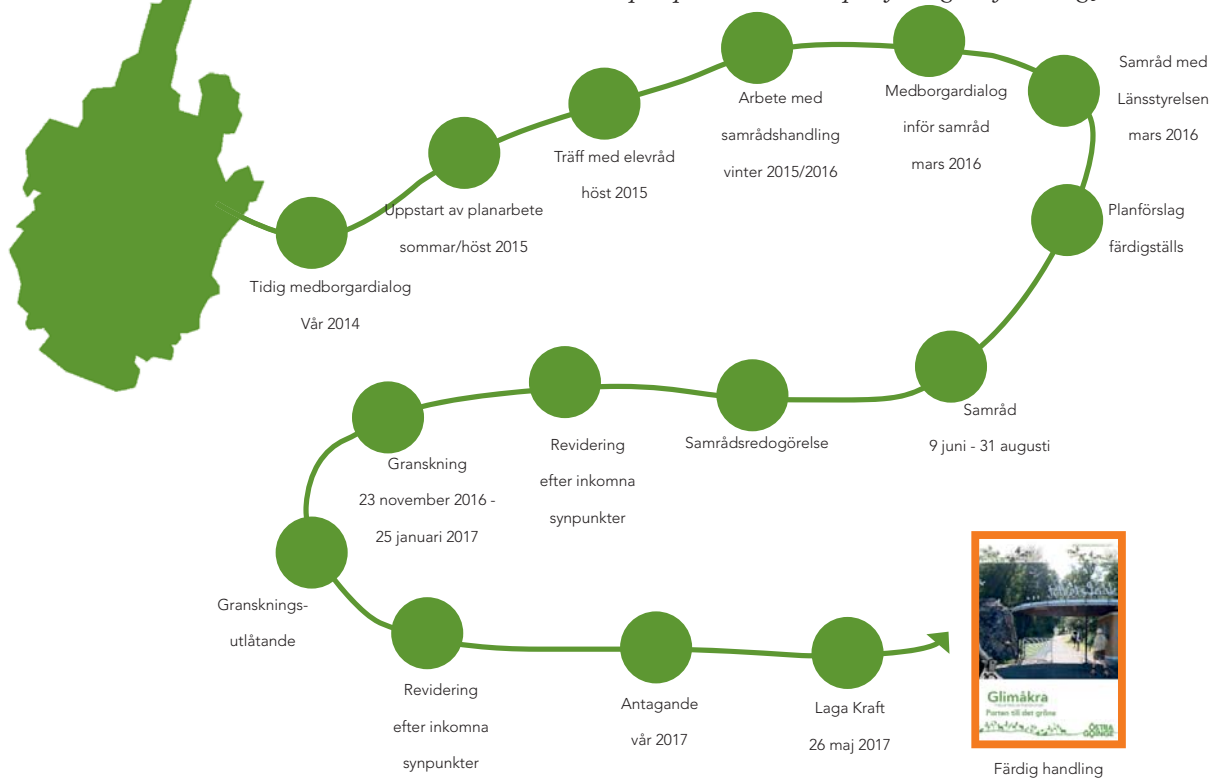 Tidig medborgardialog
Vår 2014
Uppstart av planarbete
sommar/höst 2015
Träff med elevråd
höst 2015
Arbete med
samrådshandling
vinter 2015/2016
Medborgardialog
inför samråd
mars 2016
Samråd med
Länsstyrelsen
mars 2016
Planförslag
färdigställs
Samråd
9 juni - 31 augusti
Samrådsredogörelse
Revidering
efter inkomna
synpunkter
Granskning
23 november 2016 -
25 januari 2017
Gransknings-
utlåtande
Revidering
efter inkomna
synpunkter
Antagande
vår 2017
Laga Kraft
26 maj 2017
Glimåkra
Porten till det gröna
ÖSTRA
GÖINGE
Färdig handling